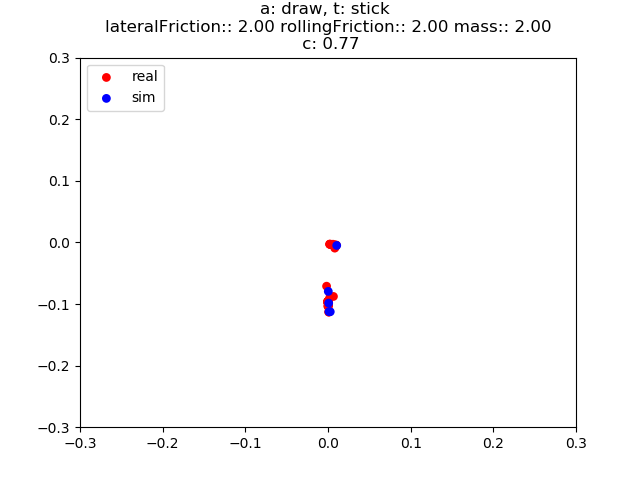 a: draw, t: stick
lateralFriction:: 2.00 rollingFriction:: 2.00 mass:: 2.00
c: 0.77
real
sim
0.3
0.2
0.1
0.0
−0.1
−0.2
−0.3
−0.3 −0.2 −0.1 0.0 0.1 0.2 0.3